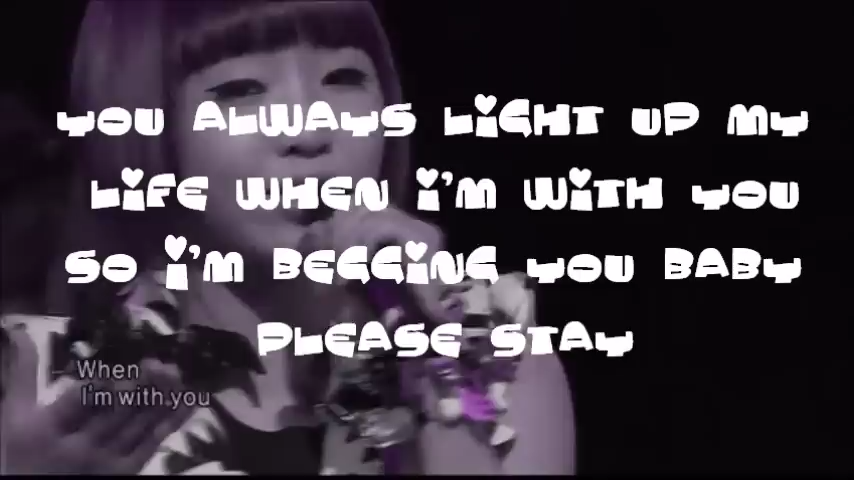 YOU ALWAYS LIGHT UP MY
LIFE WHEN I'M WITH YOU
SO I'M BEGGING YOU BABY
PLEASE STAY
When
I'm with you